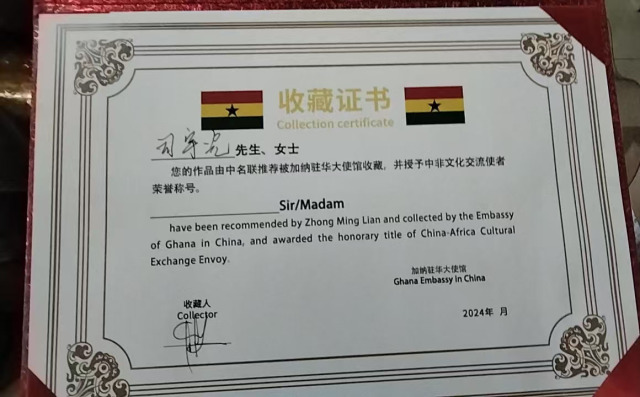 收藏证书
Collection certificate
司宇光 先生、女士
您的作品由中名联推荐被加纳驻华大使馆收藏，并授予中非文化交流使者
荣誉称号。
Sir/Madam
have been recommended by Zhong Ming Lian and collected by the Embassy
of Ghana in China, and awarded the honorary title of China-Africa Cultural
Exchange Envoy.
加纳驻华大使馆
Ghana Embassy in China
收藏人
Collector
2024年 月